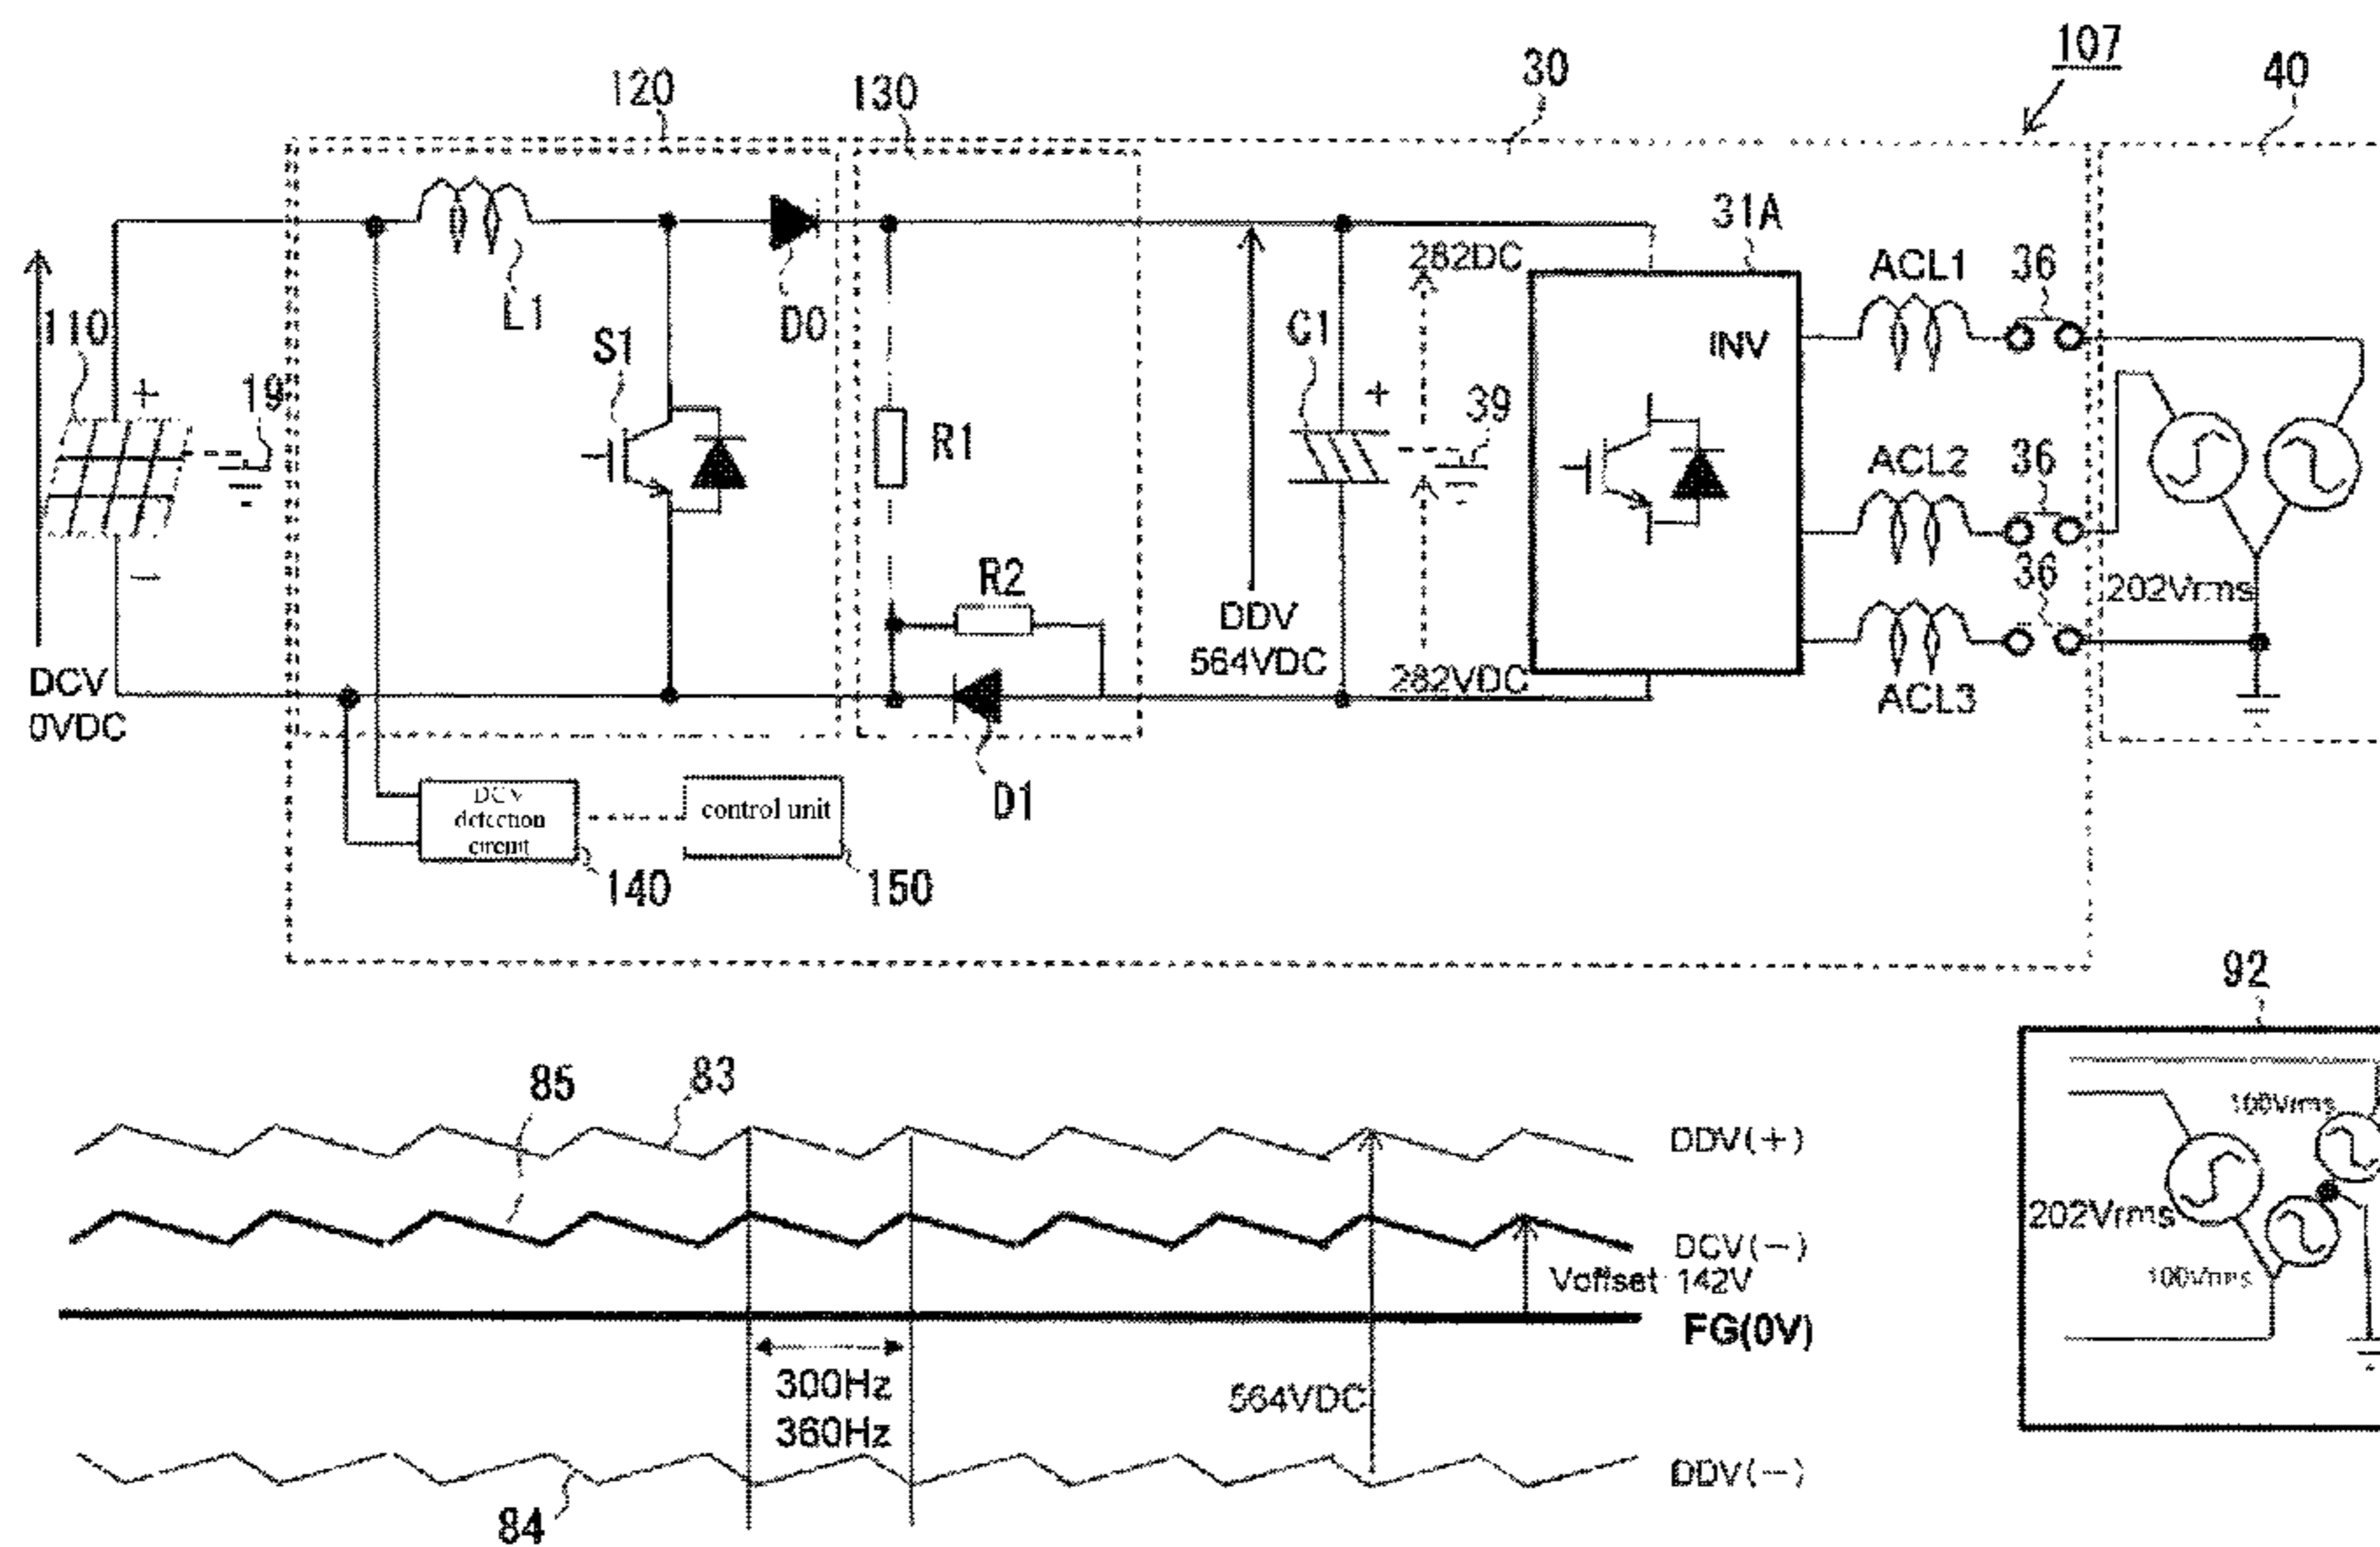 107
30
40
120
130
31A
ACL1
36
282DC
L1
D0
S1
C1
INV
110
+
19
+
39
R1
ACL2
36
R2
36
202Vrms
DDV
564VDC
282VDC
ACL3
DCV
0VDC
−
D1
DCV
detection
circuit
control unit
140
150
92
85
83
100Vrms
DDV(+)
202Vrms
DCV(−)
Voffset 142V
100Vrms
FG(0V)
300Hz
360Hz
564VDC
DDV(−)
84